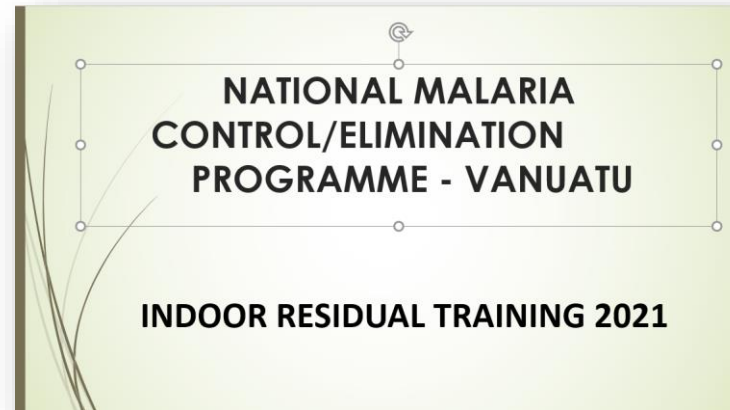 NATIONAL MALARIA
CONTROL/ELIMINATION
PROGRAMME - VANUATU
INDOOR RESIDUAL TRAINING 2021